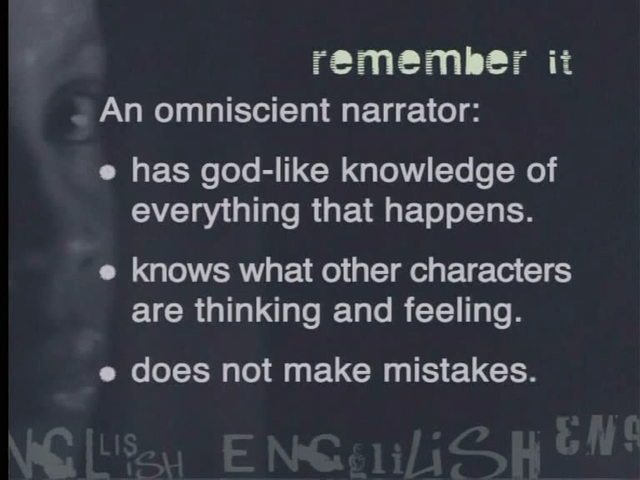 remember it
An omniscient narrator:
• has god-like knowledge of
everything that happens.
• knows what other characters
are thinking and feeling.
• does not make mistakes.
ENGLISH